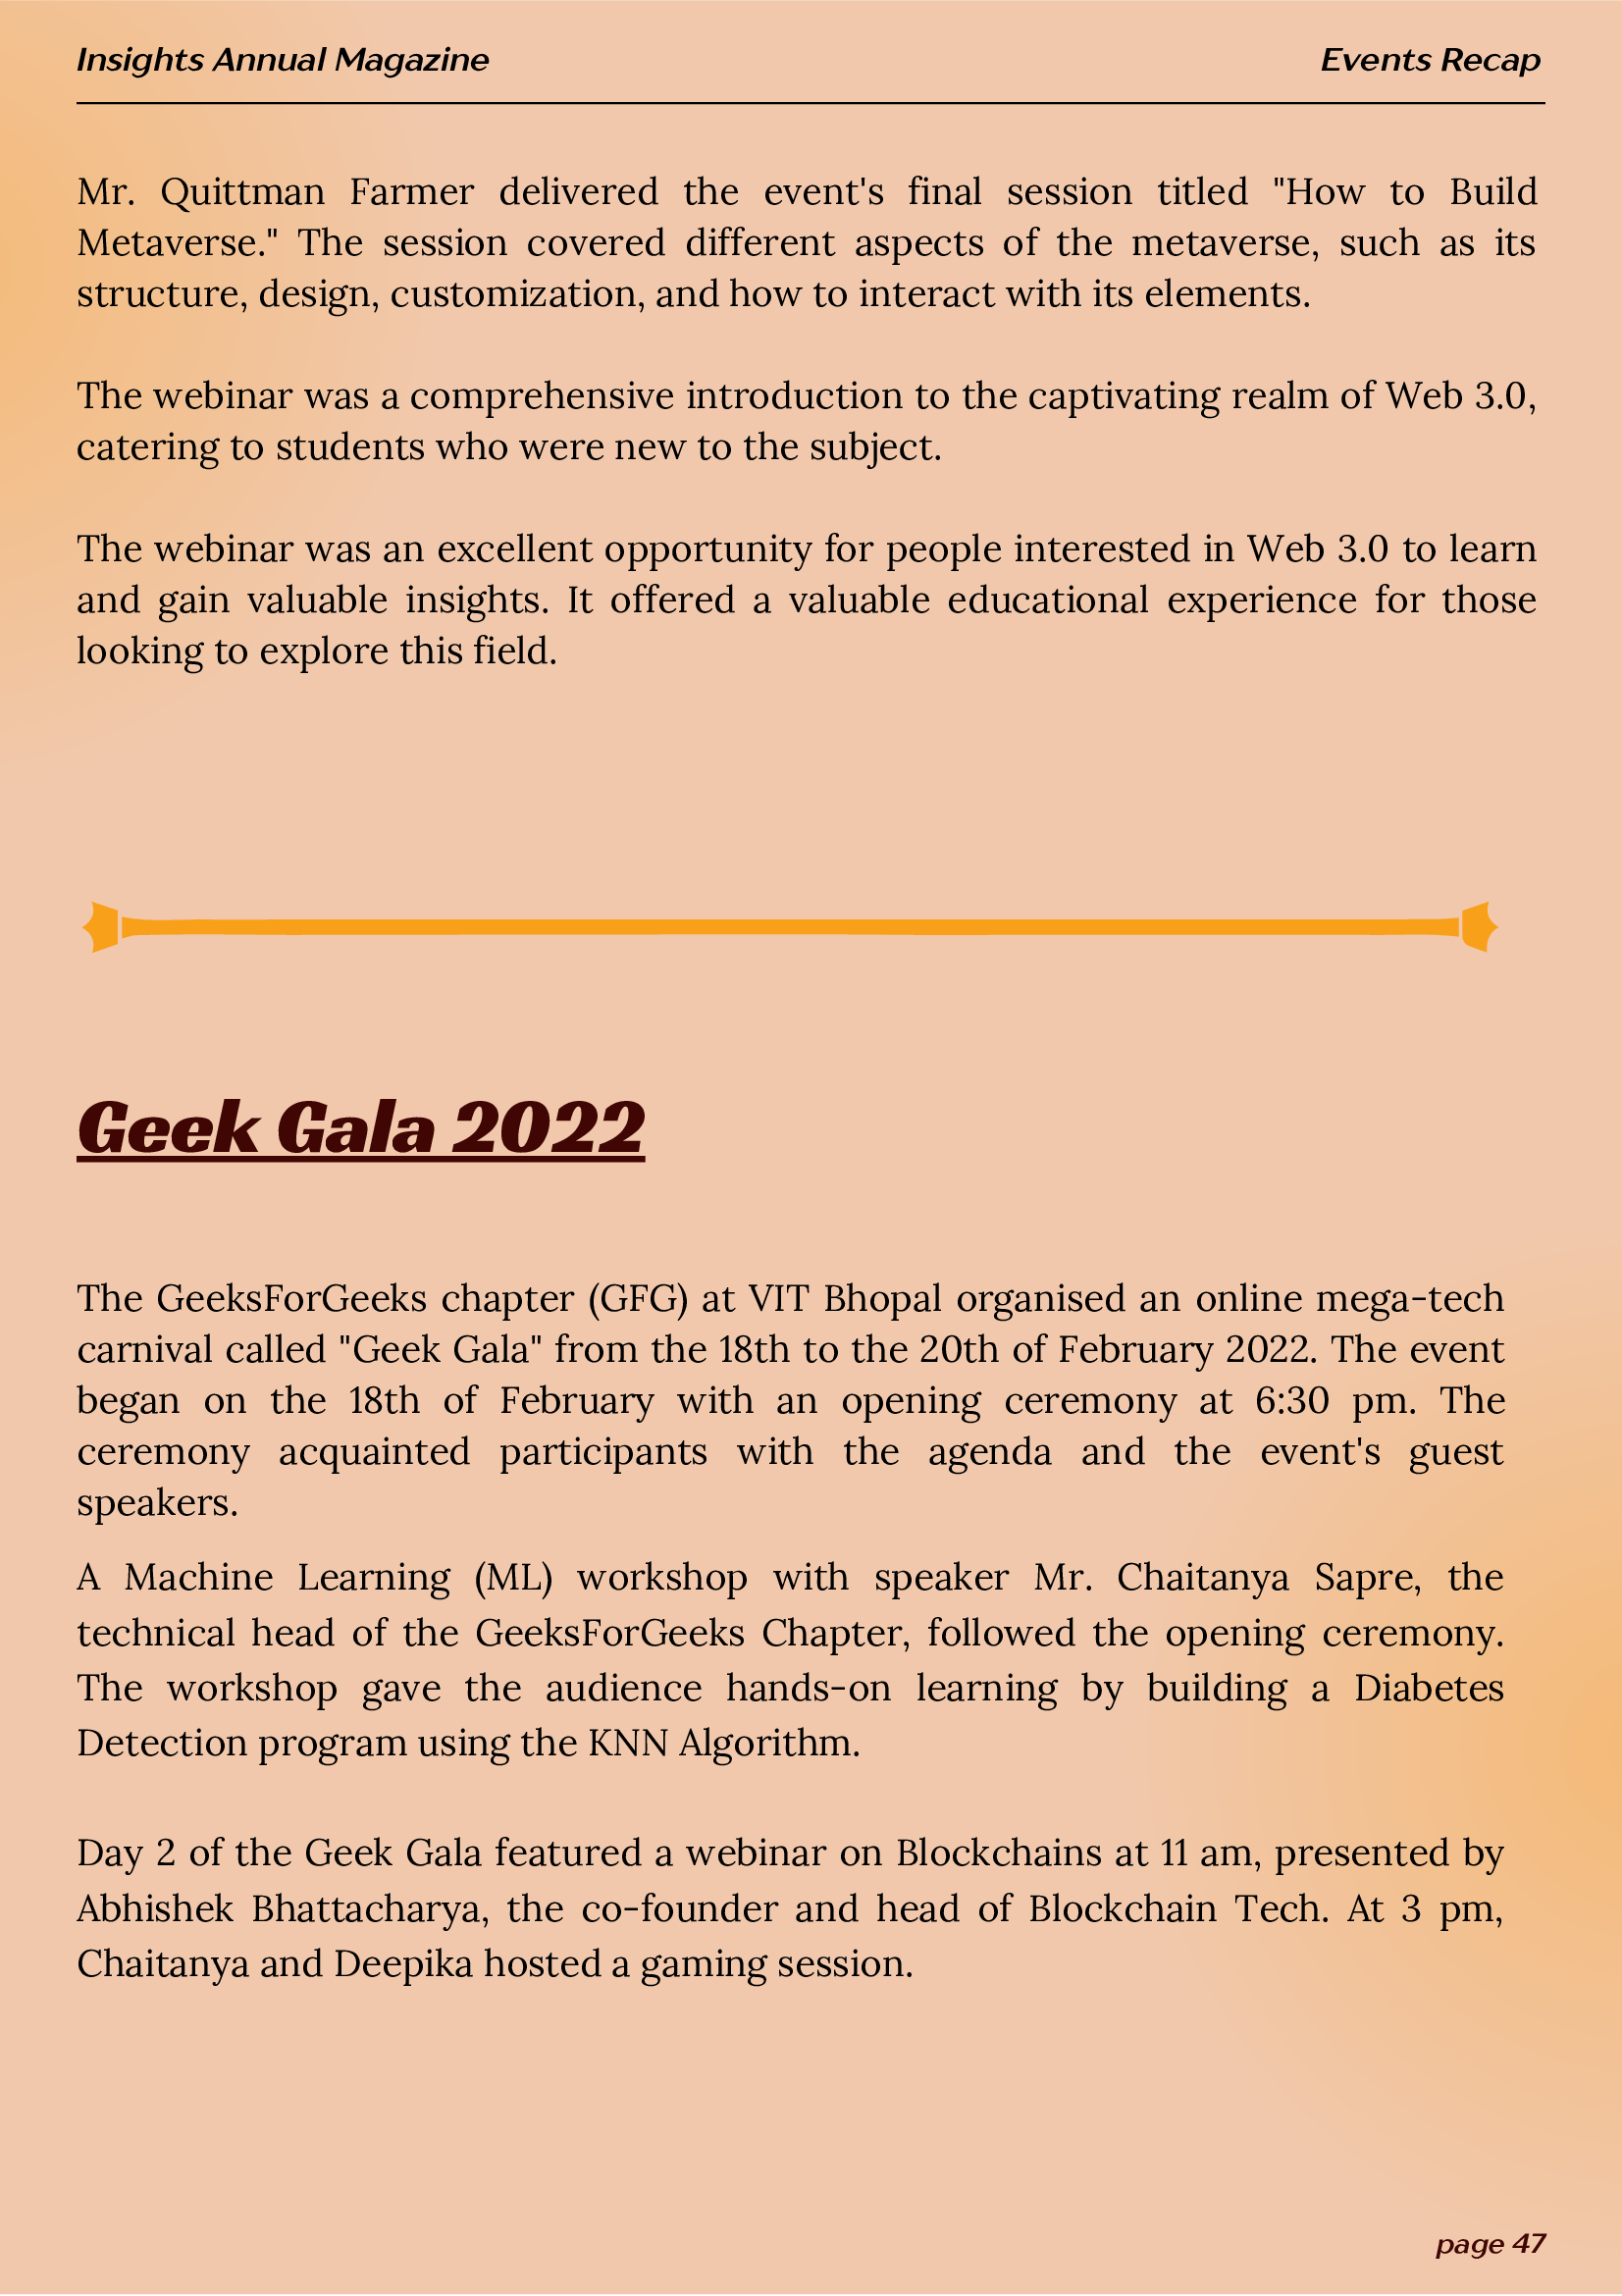 Insights Annual Magazine
Events Recap
Mr. Quittman Farmer delivered the event's final session titled "How to Build
Metaverse." The session covered different aspects of the metaverse, such as its
structure, design, customization, and how to interact with its elements.
The webinar was a comprehensive introduction to the captivating realm of Web 3.0,
catering to students who were new to the subject.
The webinar was an excellent opportunity for people interested in Web 3.0 to learn
and gain valuable insights. It offered a valuable educational experience for those
looking to explore this field.
Geek Gala 2022
The GeeksForGeeks chapter (GFG) at VIT Bhopal organised an online mega-tech
carnival called "Geek Gala" from the 18th to the 20th of February 2022. The event
began on the 18th of February with an opening ceremony at 6:30 pm. The
ceremony acquainted participants with the agenda and the event's guest
speakers.
A Machine Learning (ML) workshop with speaker Mr. Chaitanya Sapre, the
technical head of the GeeksForGeeks Chapter, followed the opening ceremony.
The workshop gave the audience hands-on learning by building a Diabetes
Detection program using the KNN Algorithm.
Day 2 of the Geek Gala featured a webinar on Blockchains at 11 am, presented by
Abhishek Bhattacharya, the co-founder and head of Blockchain Tech. At 3 pm,
Chaitanya and Deepika hosted a gaming session.
page 47